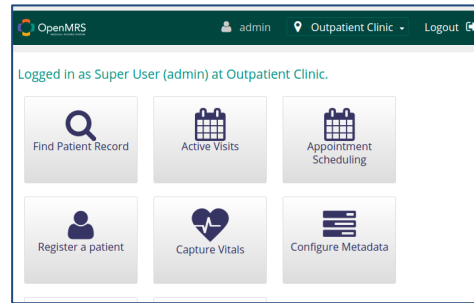 OpenMRS
admin
Outpatient Clinic
Logout
Logged in as Super User (admin) at Outpatient Clinic.
Find Patient Record
Active Visits
Appointment
Scheduling
Register a patient
Capture Vitals
Configure Metadata